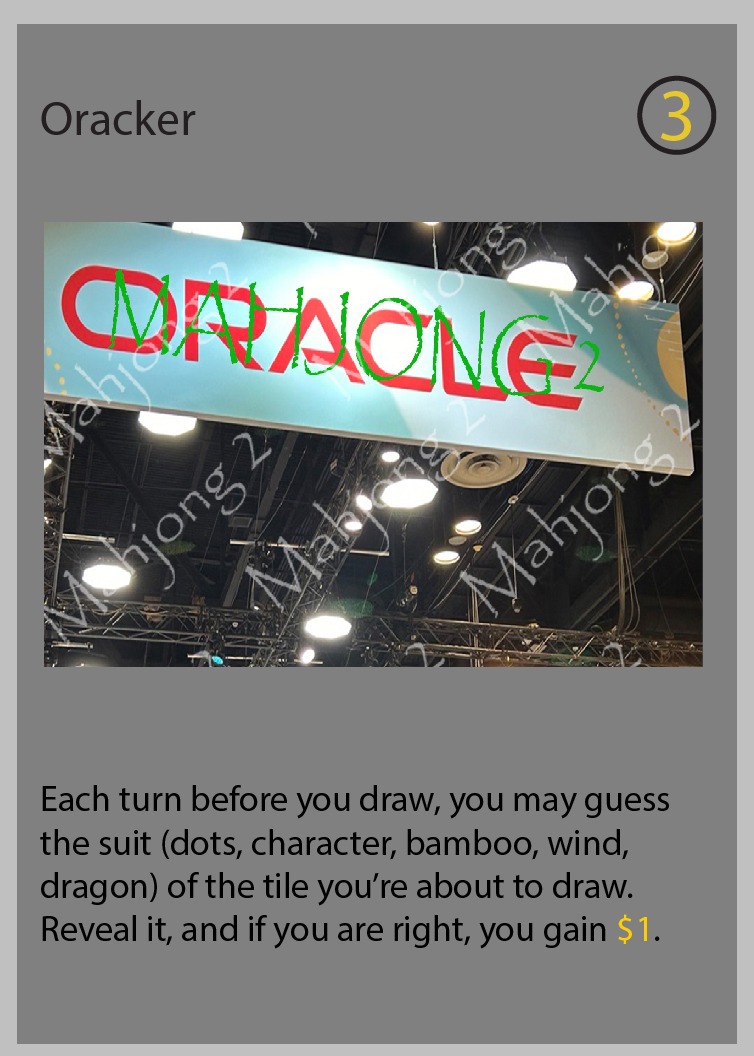 Oracker
3
ORACLE
MAHJONG 2
Mahjong 2
Mahjong 2
Mahjong 2
Mahjong 2
Mahjong 2
Mahjong 2
Each turn before you draw, you may guess
the suit (dots, character, bamboo, wind,
dragon) of the tile you’re about to draw.
Reveal it, and if you are right, you gain $1.